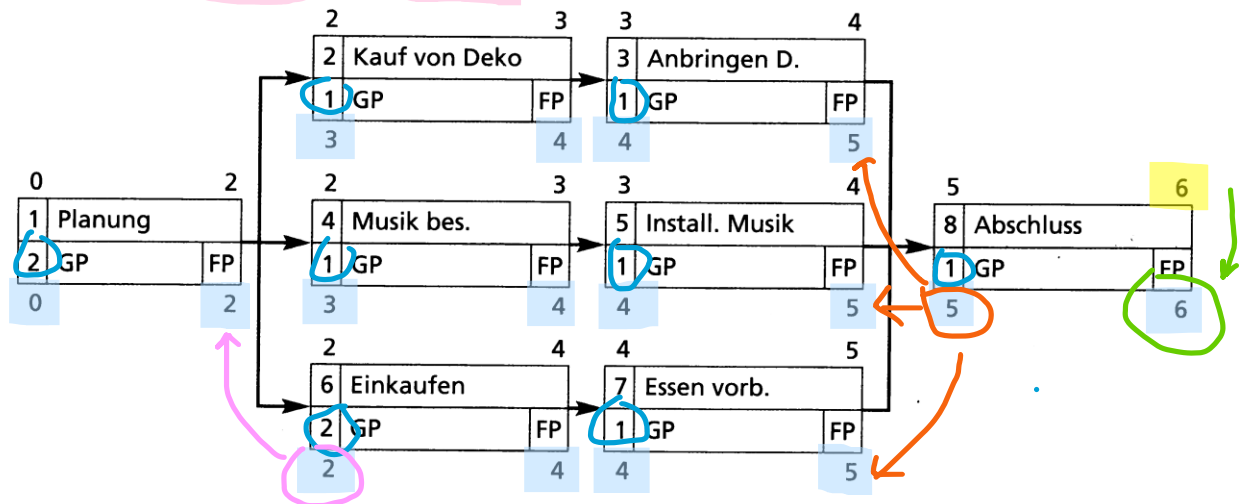 2 3
2 Kauf von Deko
1 GP FP
3 4
3 4
3 Anbringen D.
1 GP FP
4 5
0 2
1 Planung
2 GP FP
0 2
2 3
4 Musik bes.
1 GP FP
3 4
3 4
5 Install. Musik
1 GP FP
4 5
5 6
8 Abschluss
1 GP FP
5 6
2 4
6 Einkaufen
2 GP FP
2 4
4 5
7 Essen vorb.
1 GP FP
4 5